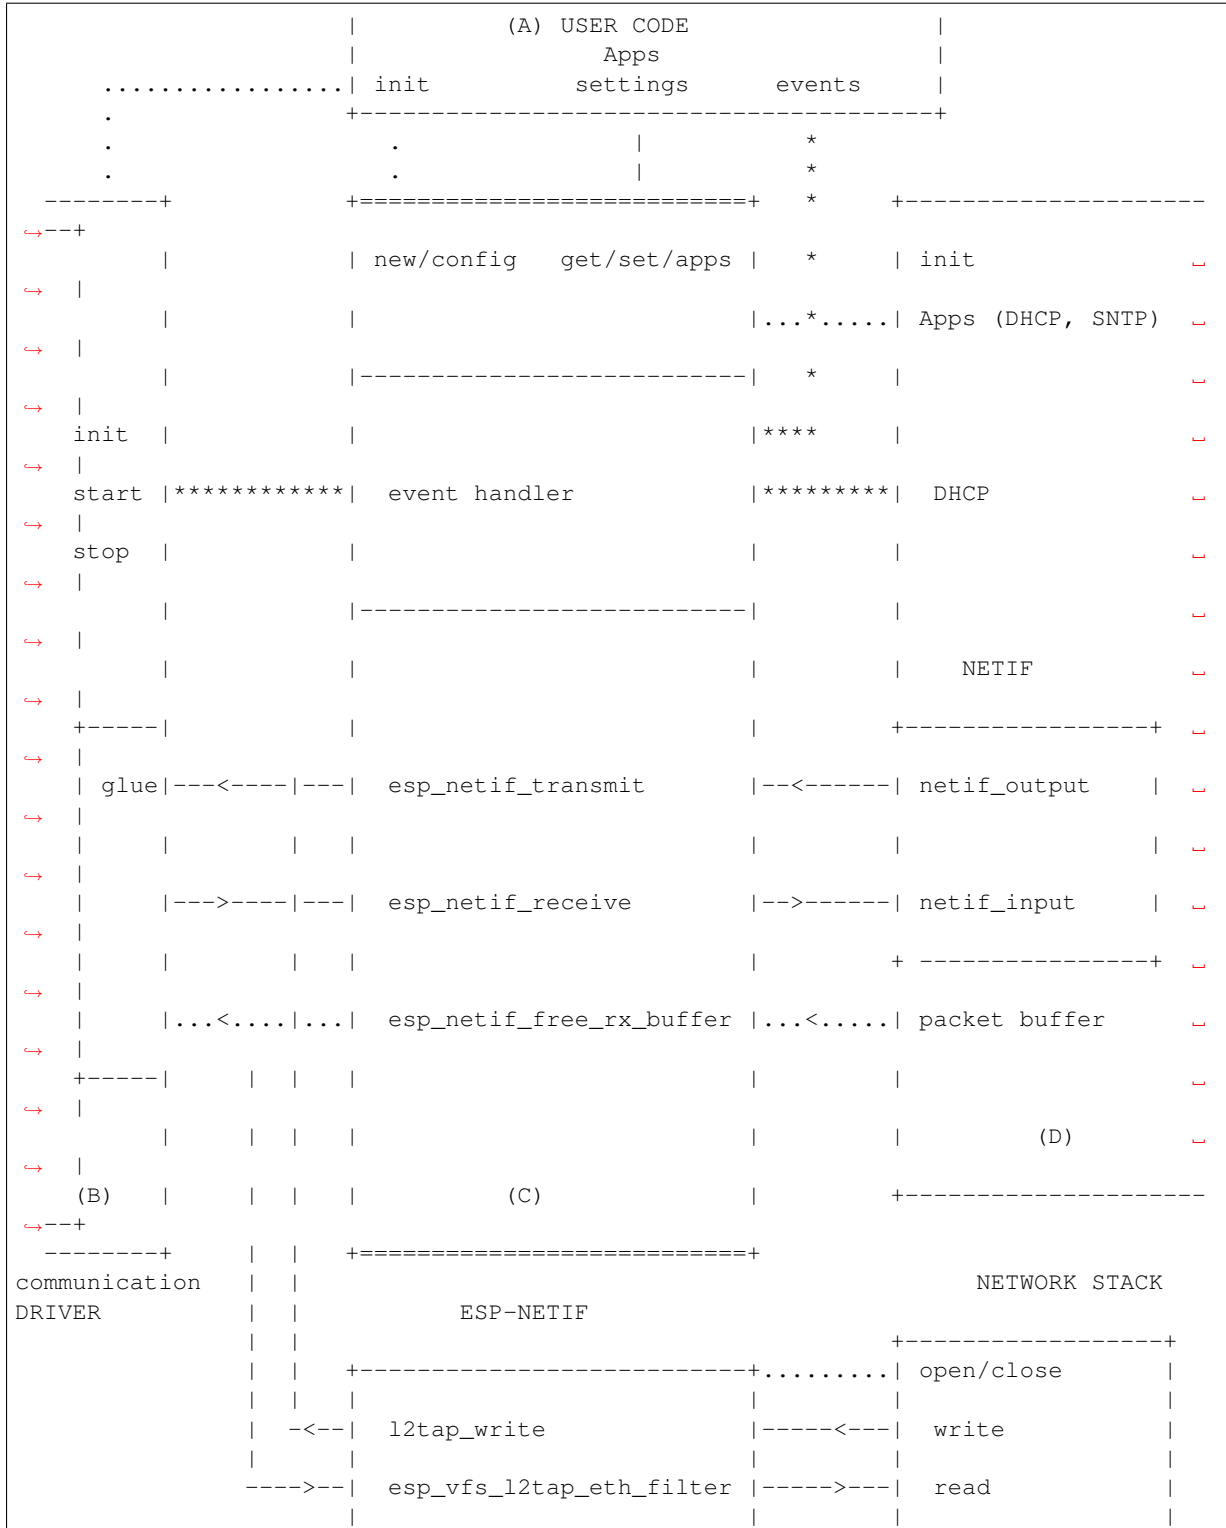 (A) USER CODE
Apps
init settings events
new/config get/set/apps init
Apps (DHCP, SNTP)
init
start event handler DHCP
stop
NETIF
glue esp_netif_transmit netif_output
esp_netif_receive netif_input
esp_netif_free_rx_buffer packet buffer
(D)
(B) (C)
communication NETWORK STACK
DRIVER ESP-NETIF
open/close
l2tap_write write
esp_vfs_l2tap_eth_filter read